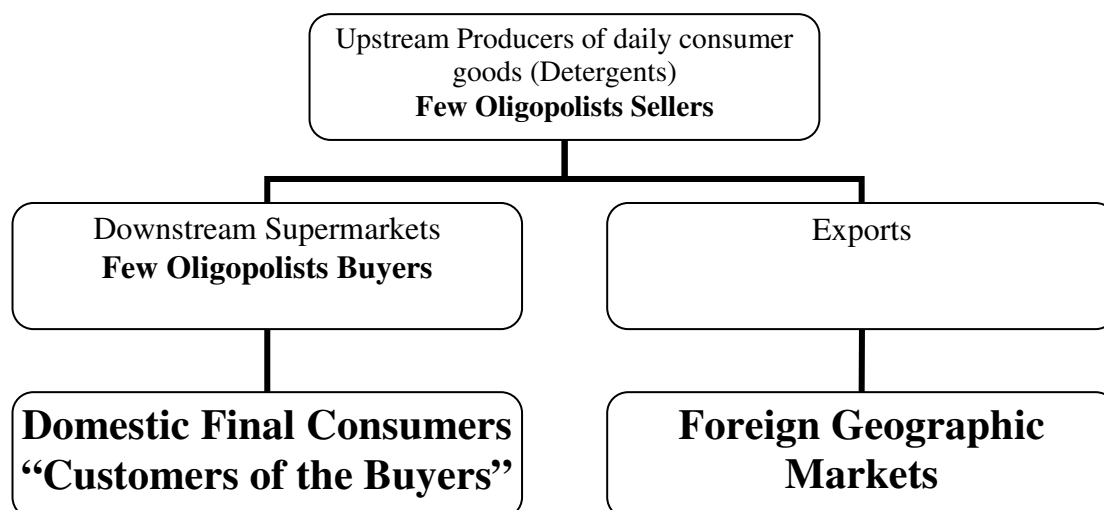 Upstream Producers of daily consumer
goods (Detergents)
Few Oligopolists Sellers
Downstream Supermarkets
Few Oligopolists Buyers
Exports
Domestic Final Consumers
“Customers of the Buyers”
Foreign Geographic
Markets